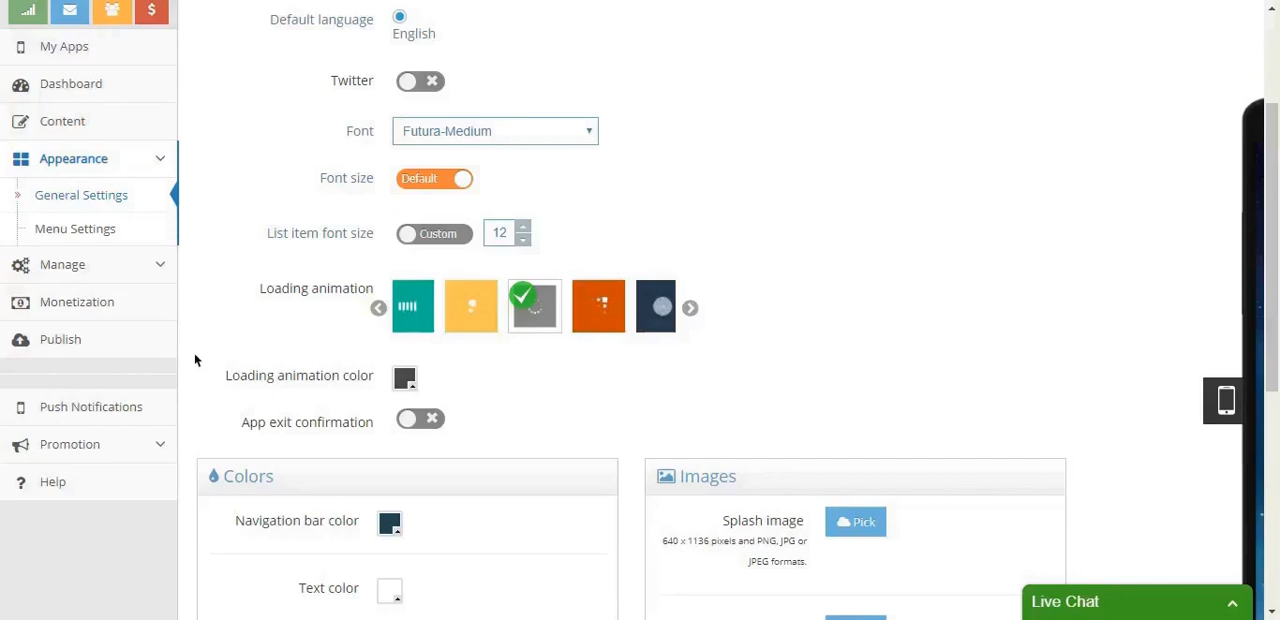 My Apps
Dashboard
Content
Appearance
General Settings
Menu Settings
Manage
Monetization
Publish
Push Notifications
Promotion
Help
Default language
English
Twitter
Font
Futura-Medium
Font size
Default
List item font size
Custom
12
Loading animation
Loading animation color
App exit confirmation
Colors
Navigation bar color
Text color
Images
Splash image
Pick
640 x 1136 pixels and PNG, JPG or
JPEG formats.
Live Chat